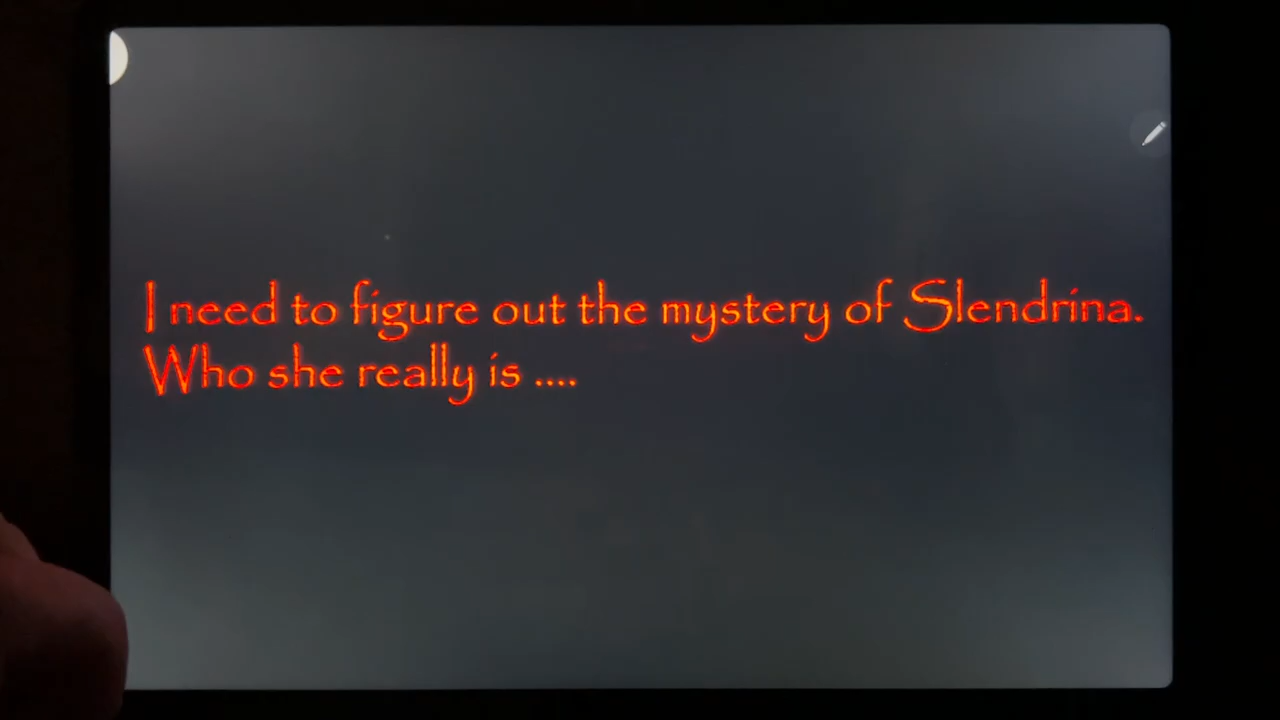 I need to figure out the mystery of Slendrina.
Who she really is ....